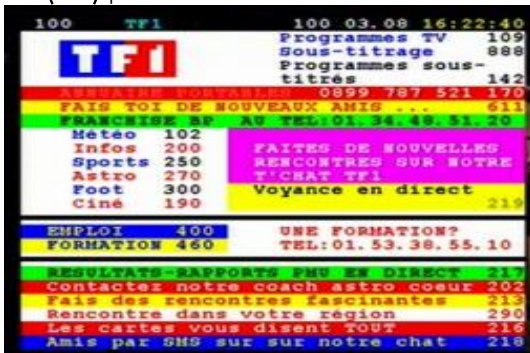 100 TF1 100 03.08 16:22:40
TF1
Programmes TV 109
Sous-titrage 888
Programmes sous-
titrés 142
ANNUAIRE PORTABLES 0899 787 521 170
FAIS TOI DE NOUVEAUX AMIS ... 611
FRANCHISE BP AU TEL:01.34.48.51.20
Météo 102
Infos 200
Sports 250
Astro 270
Foot 300
Ciné 190
FAITES DE NOUVELLES
RENCONTRES SUR NOTRE
T'CHAT TF1
Voyance en direct
219
EMPLOI 400
FORMATION 460
UNE FORMATION?
TEL:01.53.38.55.10
RESULTATS-RAPPORTS PMU EN DIRECT 217
Contactez notre coach astro coeur 202
Fais des rencontres fascinantes 213
Rencontre dans votre région 290
Les cartes vous disent TOUT 216
Amis par SMS sur sur notre chat 218